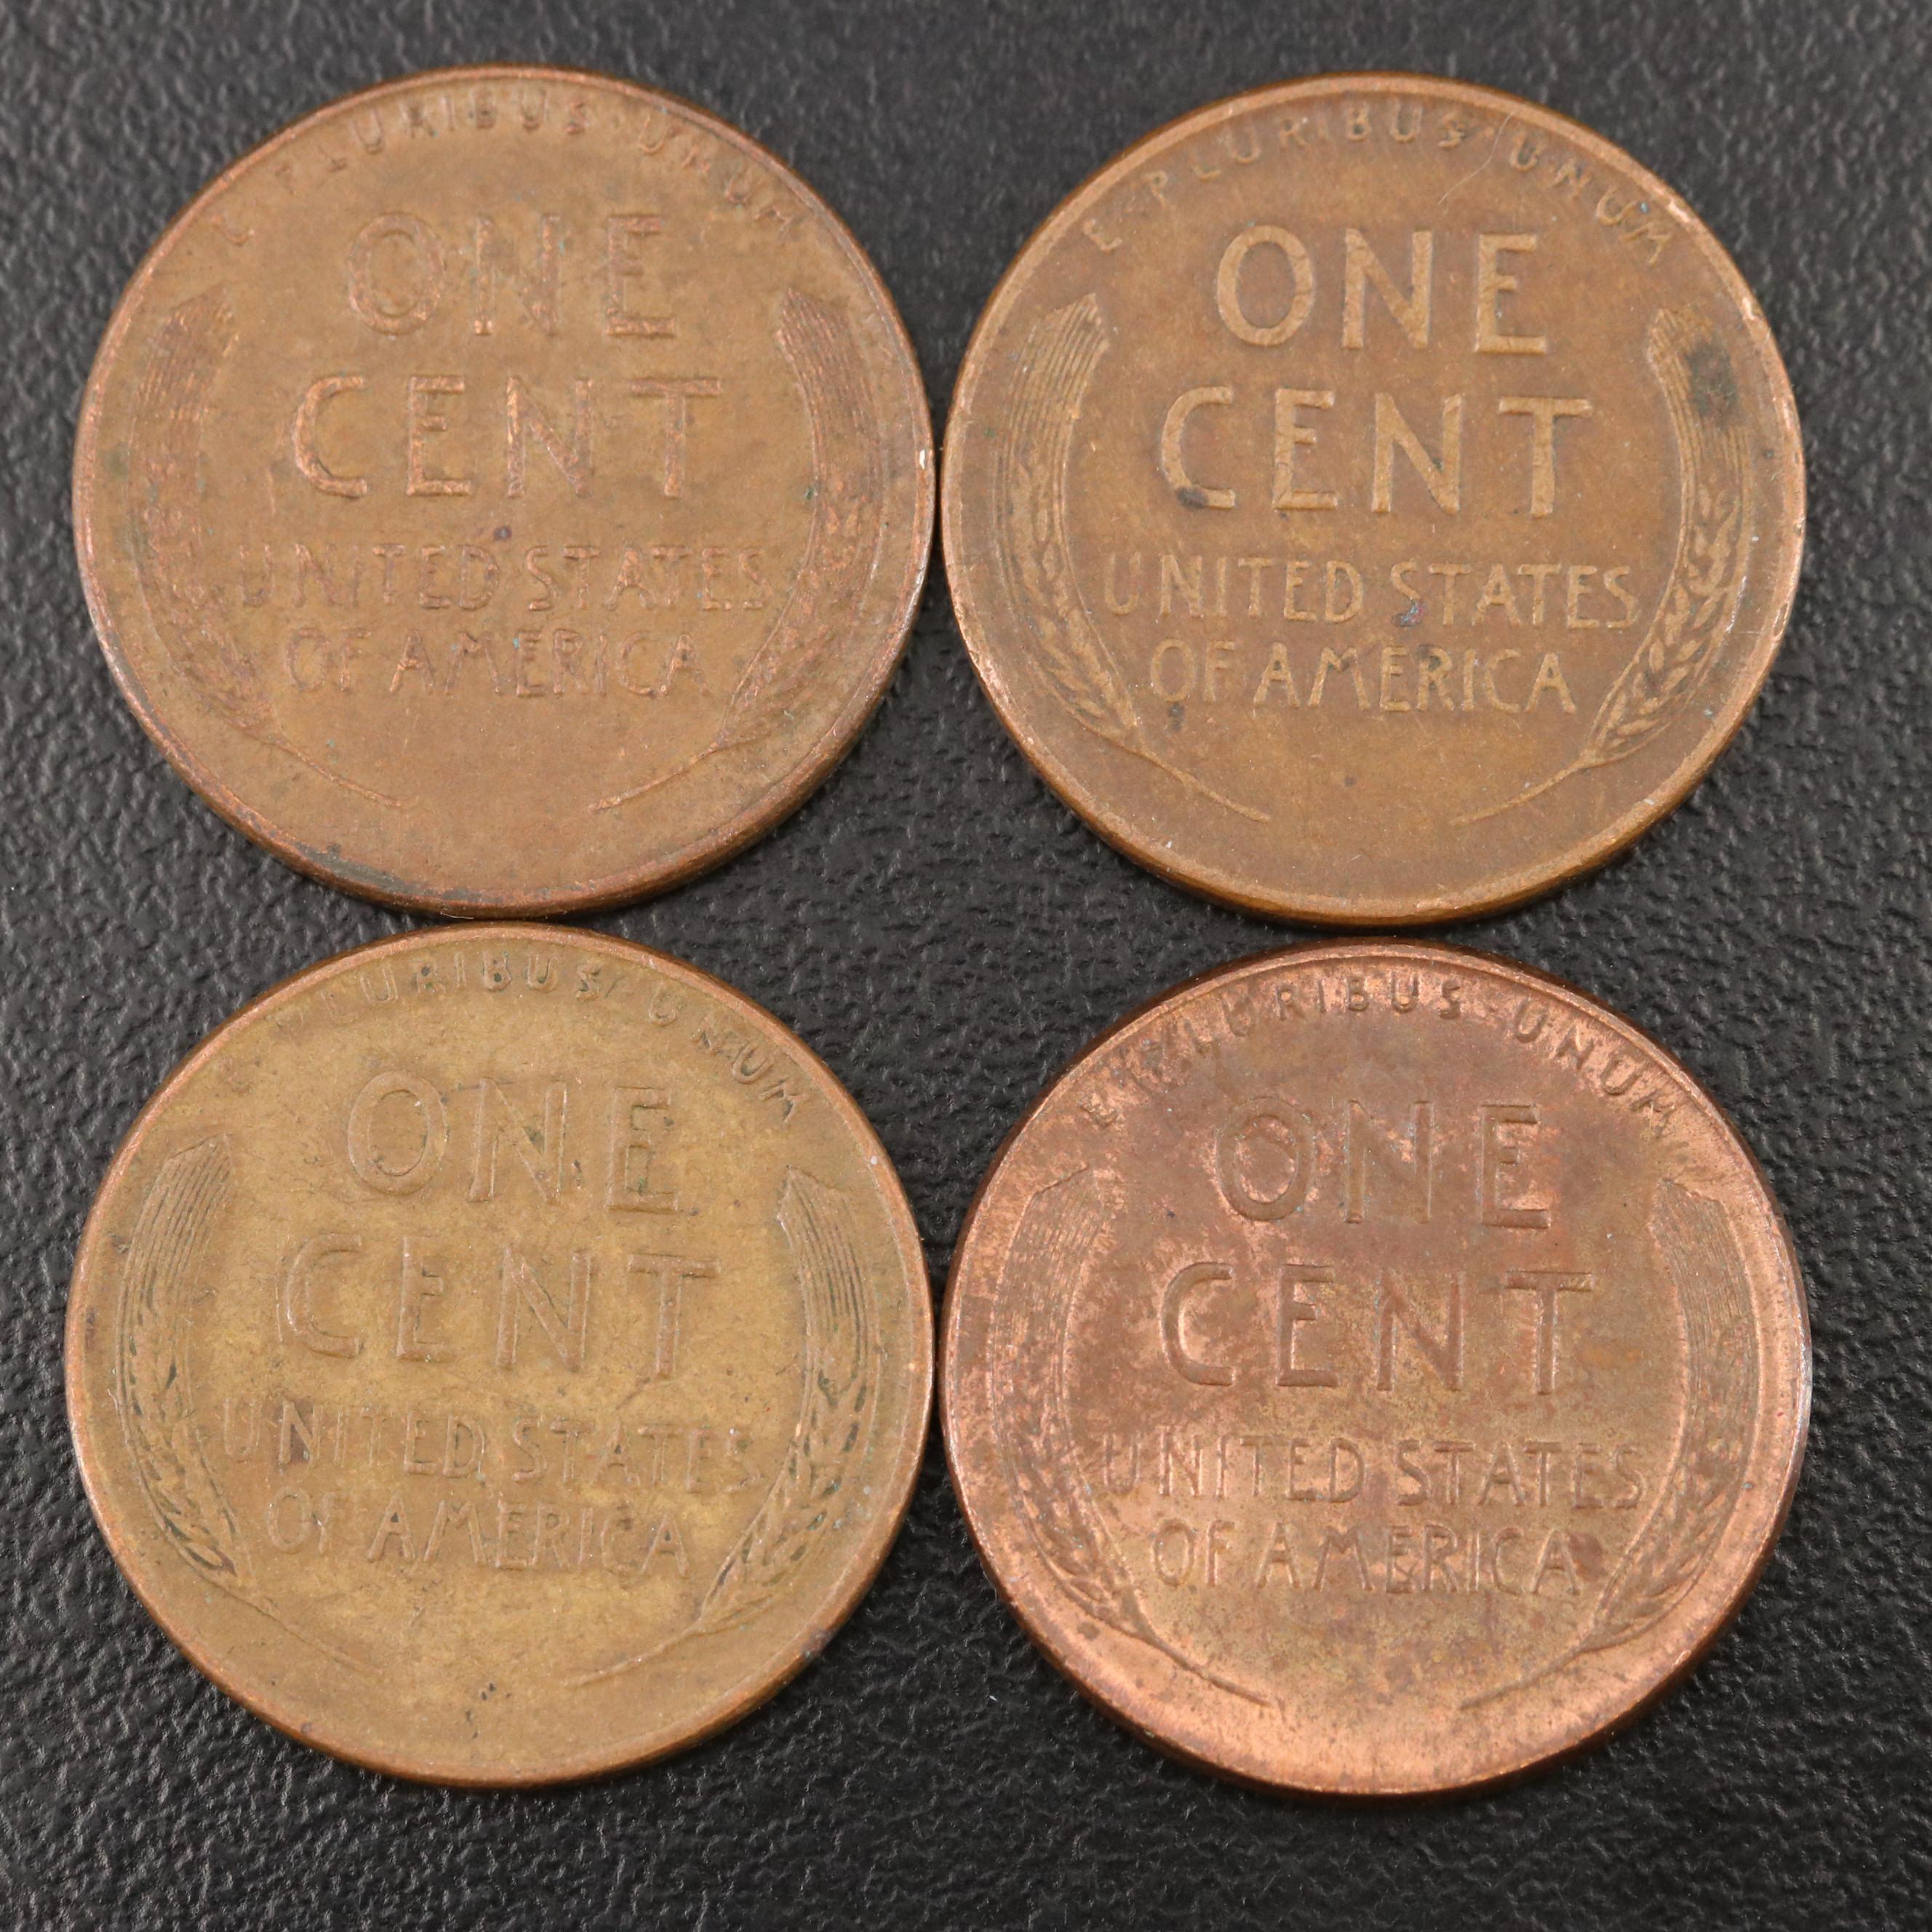 E PLURIBUS UNUM
ONE
CENT
UNITED STATES
OF AMERICA
E·PLURIBUS·UNUM
ONE
CENT
UNITED STATES
OF AMERICA
PLURIBUS·UNUM
ONE
CENT
UNITED STATES
OF AMERICA
E·PLURIBUS·UNUM
ONE
CENT
UNITED STATES
OF AMERICA